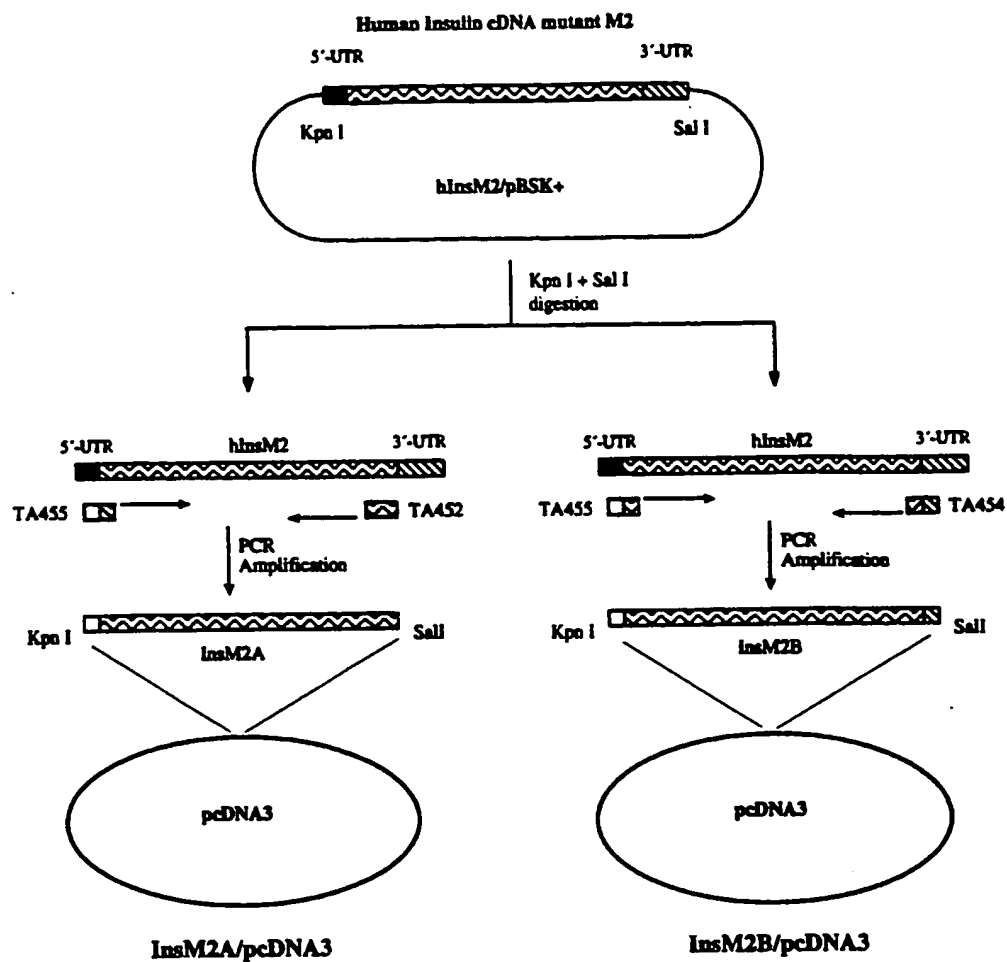 Human Insulin cDNA mutant M2
5´-UTR
3´-UTR
Kpn I
Sal I
hInsM2/pBSK+
Kpn I + Sal I
digestion
5´-UTR
hInsM2
3´-UTR
TA455
TA452
PCR
Amplification
Kpn I
SalI
InsM2A
pcDNA3
InsM2A/pcDNA3
5´-UTR
hInsM2
3´-UTR
TA455
TA454
PCR
Amplification
Kpn I
SalI
InsM2B
pcDNA3
InsM2B/pcDNA3